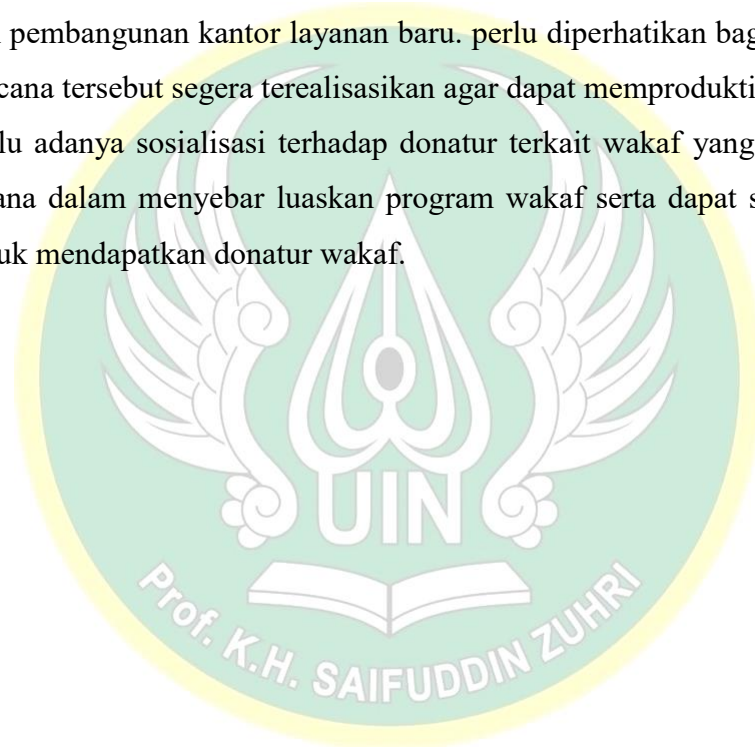 pembangunan kantor layanan baru. perlu diperhatikan bag
cana tersebut segera terealisasikan agar dapat memprodukti
lu adanya sosialisasi terhadap donatur terkait wakaf yang
ana dalam menyebar luaskan program wakaf serta dapat s
uk mendapatkan donatur wakaf.
UIN
Prof. K.H. SAIFUDDIN ZUHRI